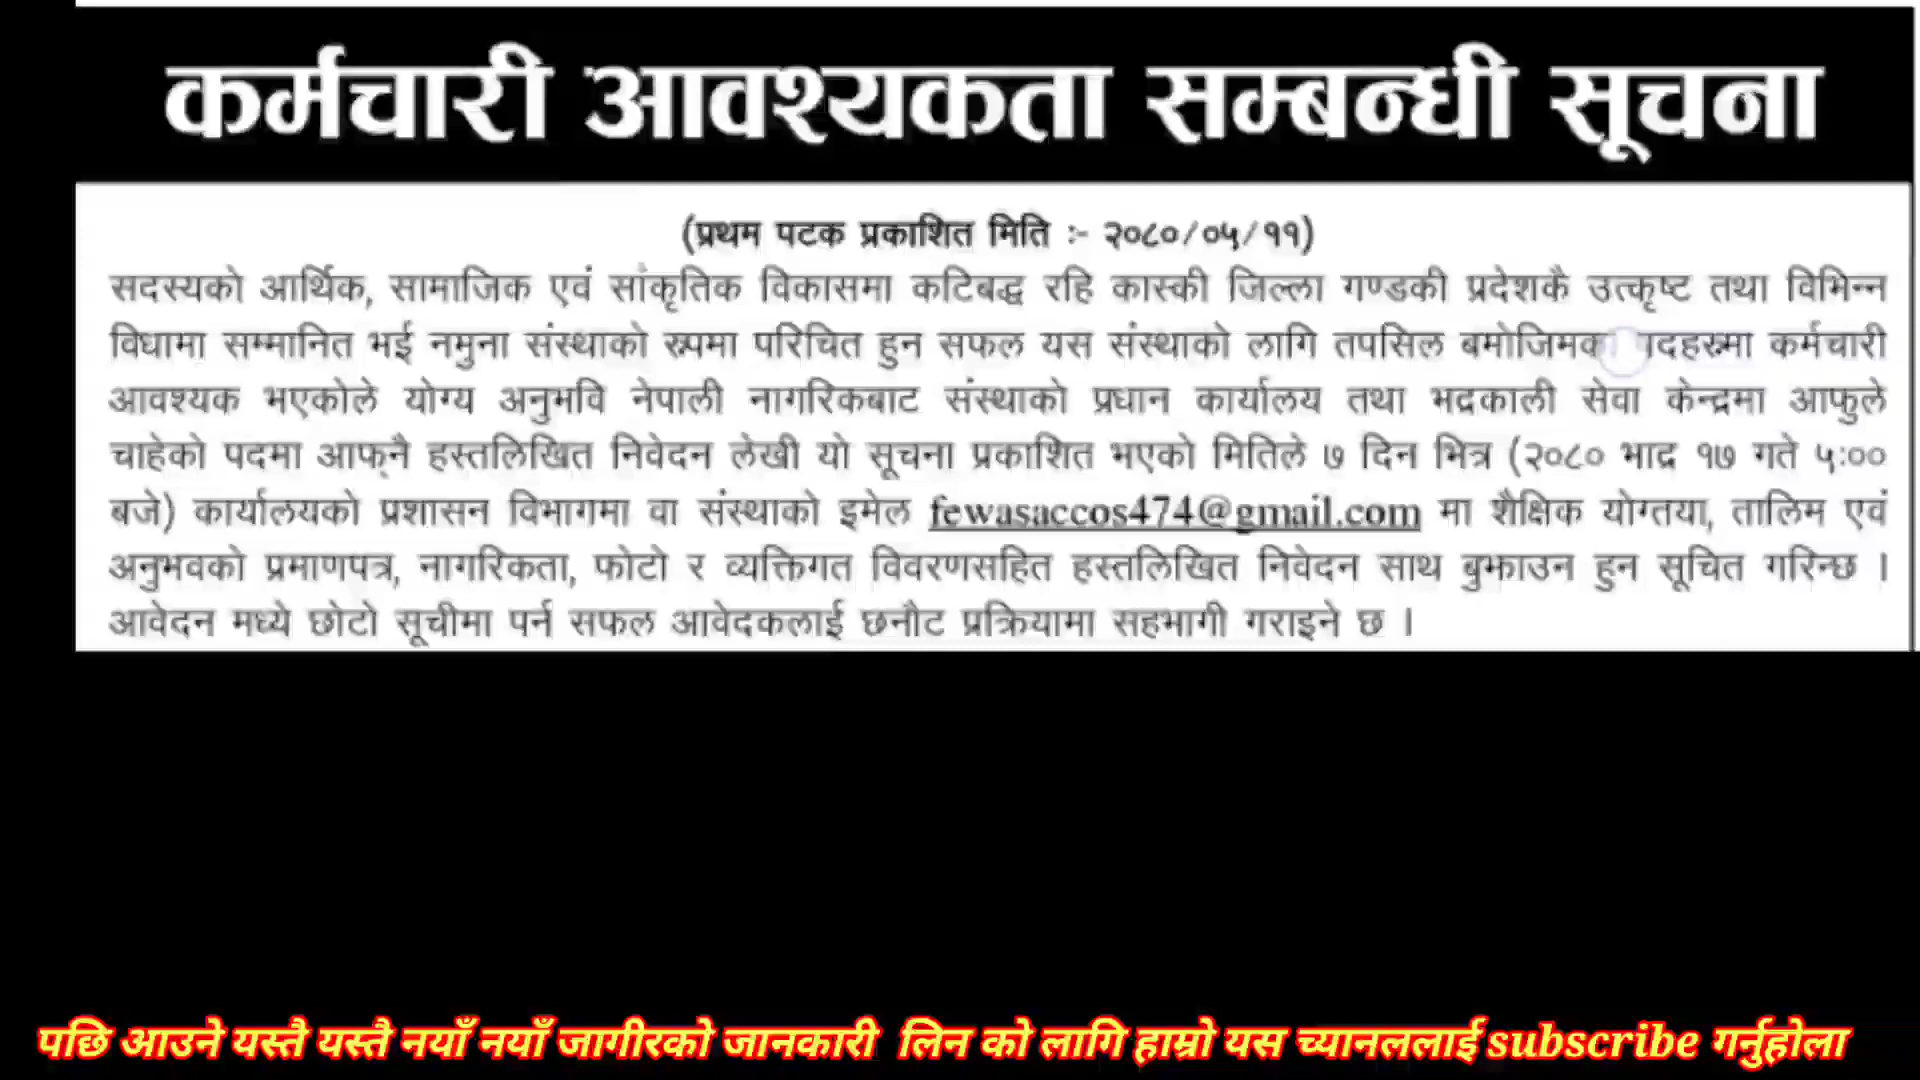 कर्मचारी आवश्यकता सम्बन्धी सूचना
(प्रथम पटक प्रकाशित मिति :- २०८०/०५/११)
सदस्यको आर्थिक, सामाजिक एवं सांकृतिक विकासमा कटिबद्ध रहि कास्की जिल्ला गण्डकी प्रदेशकै उत्कृष्ट तथा विभिन्न
विधामा सम्मानित भई नमुना संस्थाको रुपमा परिचित हुन सफल यस संस्थाको लागि तपसिल बमोजिमका पदहरुमा कर्मचारी
आवश्यक भएकोले योग्य अनुभवि नेपाली नागरिकबाट संस्थाको प्रधान कार्यालय तथा भद्रकाली सेवा केन्द्रमा आफुले
चाहेको पदमा आफ्नै हस्तलिखित निवेदन लेखी यो सूचना प्रकाशित भएको मितिले ७ दिन भित्र (२०८० भाद्र १७ गते ५:००
बजे) कार्यालयको प्रशासन विभागमा वा संस्थाको इमेल fewasaccos474@gmail.com मा शैक्षिक योग्तया, तालिम एवं
अनुभवको प्रमाणपत्र, नागरिकता, फोटो र व्यक्तिगत विवरणसहित हस्तलिखित निवेदन साथ बुझाउन हुन सूचित गरिन्छ ।
आवेदन मध्ये छोटो सूचीमा पर्न सफल आवेदकलाई छनौट प्रक्रियामा सहभागी गराइने छ ।
पछि आउने यस्तै यस्तै नयाँ नयाँ जागीरको जानकारी लिन को लागि हाम्रो यस च्यानललाई subscribe गर्नुहोला